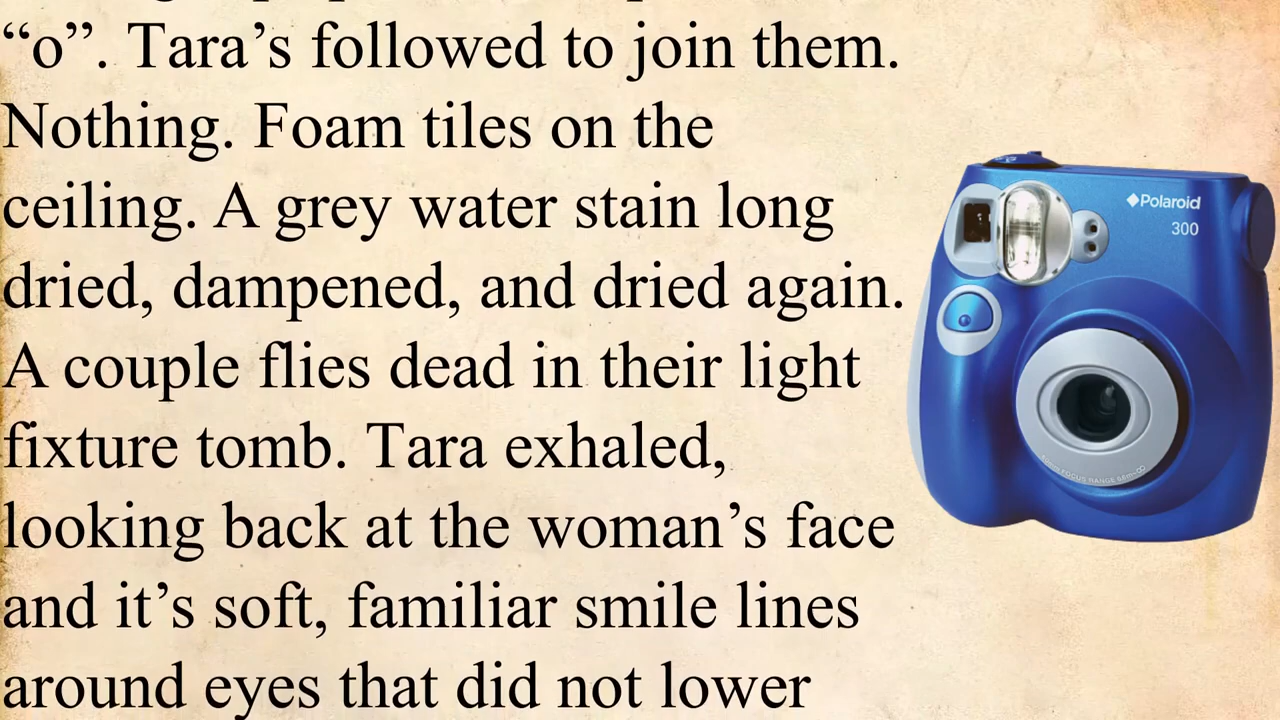 “o”. Tara’s followed to join them.
Nothing. Foam tiles on the
ceiling. A grey water stain long
dried, dampened, and dried again.
A couple flies dead in their light
fixture tomb. Tara exhaled,
looking back at the woman’s face
and it’s soft, familiar smile lines
around eyes that did not lower
Polaroid
300